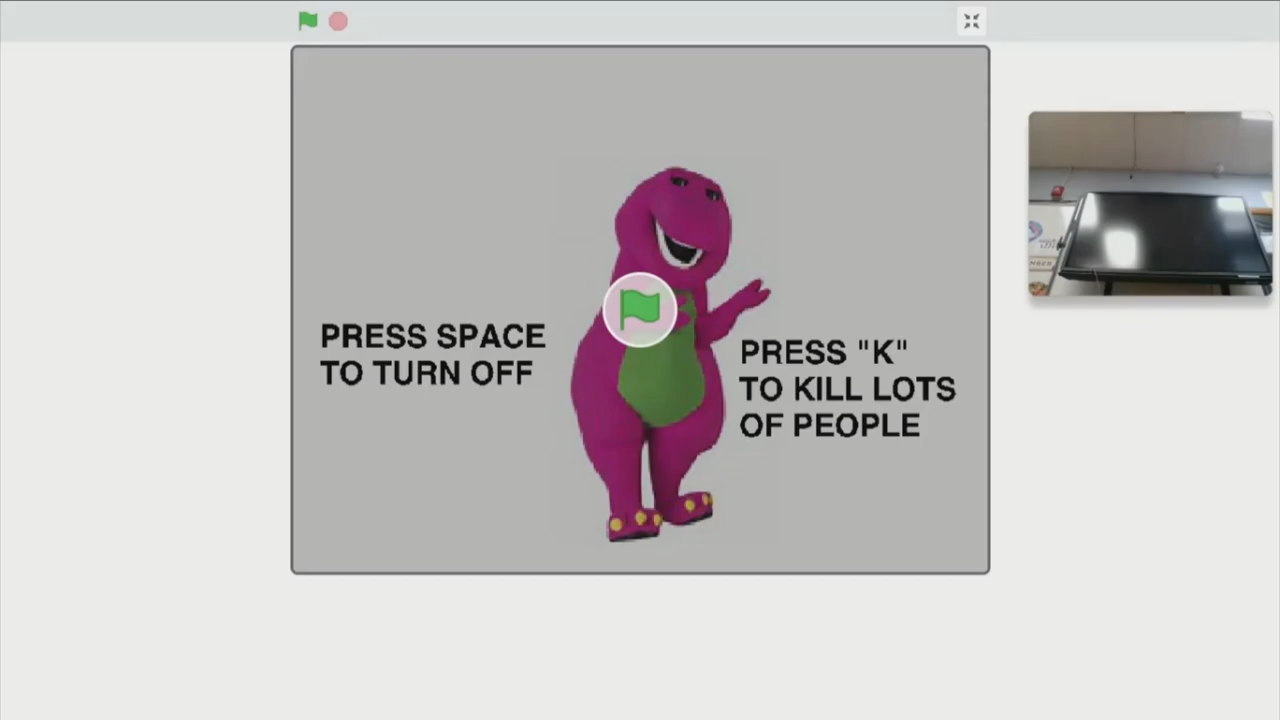 PRESS SPACE
TO TURN OFF
PRESS "K"
TO KILL LOTS
OF PEOPLE